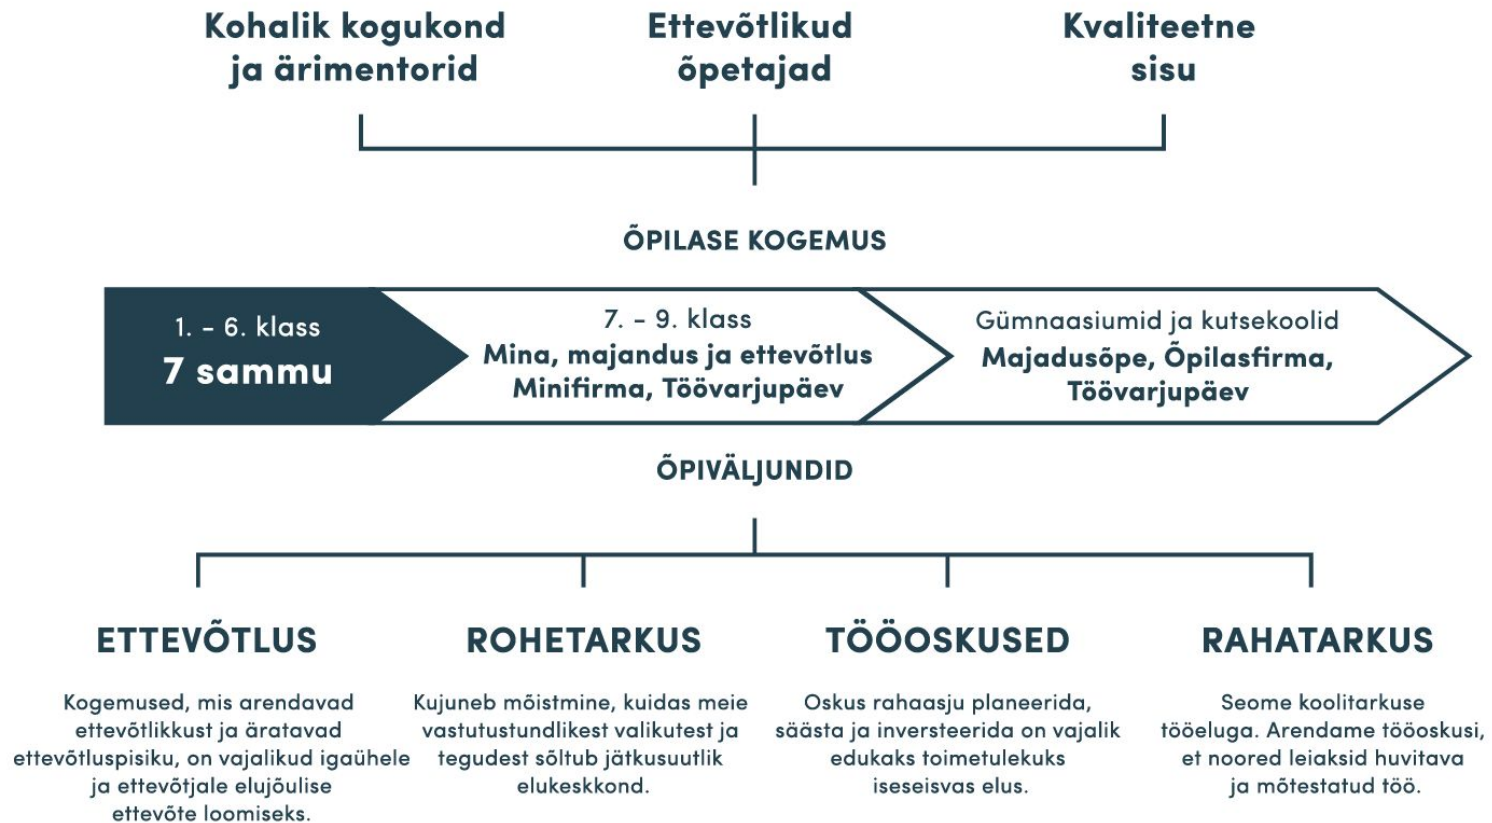 Kohalik kogukond
ja ärimentorid
Ettevõtlikud
õpetajad
Kvaliteetne
sisu
ÕPILASE KOGEMUS
1. - 6. klass
7 sammu
7. - 9. klass
Mina, majandus ja ettevõtlus
Minifirma, Töövarjupäev
Gümnaasiumid ja kutsekoolid
Majadusõpe, Õpilasfirma,
Töövarjupäev
ÕPIVÄLJUNDID
ETTEVÕTLUS
Kogemused, mis arendavad
ettevõtlikkust ja äratavad
ettevõtluspisiku, on vajalikud igaühele
ja ettevõtjale elujõulise
ettevõte loomiseks.
ROHETARKUS
Kujuneb mõistmine, kuidas meie
vastutustundlikest valikutest ja
tegudest sõltub jätkusuutlik
elukeskkond.
TÖÖOSKUSED
Oskus rahaasju planeerida,
säästa ja inversteerida on vajalik
edukaks toimetulekuks
iseseisvas elus.
RAHATARKUS
Seome koolitarkuse
tööeluga. Arendame tööoskusi,
et noored leiaksid huvitava
ja mõtestatud töö.